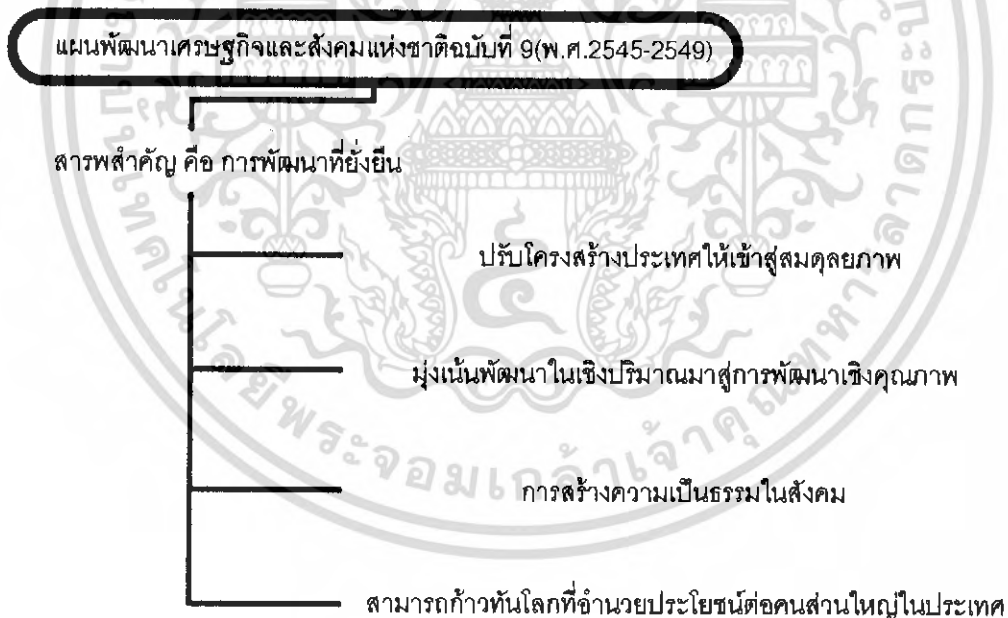 แผนพัฒนาเศรษฐกิจและสังคมแห่งชาติฉบับที่ 9(พ.ศ.2545-2549)
สารพสำคัญ คือ การพัฒนาที่ยั่งยืน
ปรับโครงสร้างประเทศให้เข้าสู่สมดุลยภาพ
มุ่งเน้นพัฒนาในเชิงปริมาณมาสู่การพัฒนาเชิงคุณภาพ
การสร้างความเป็นธรรมในสังคม
สามารถก้าวทันโลกที่อำนวยประโยชน์ต่อคนส่วนใหญ่ในประเทศ